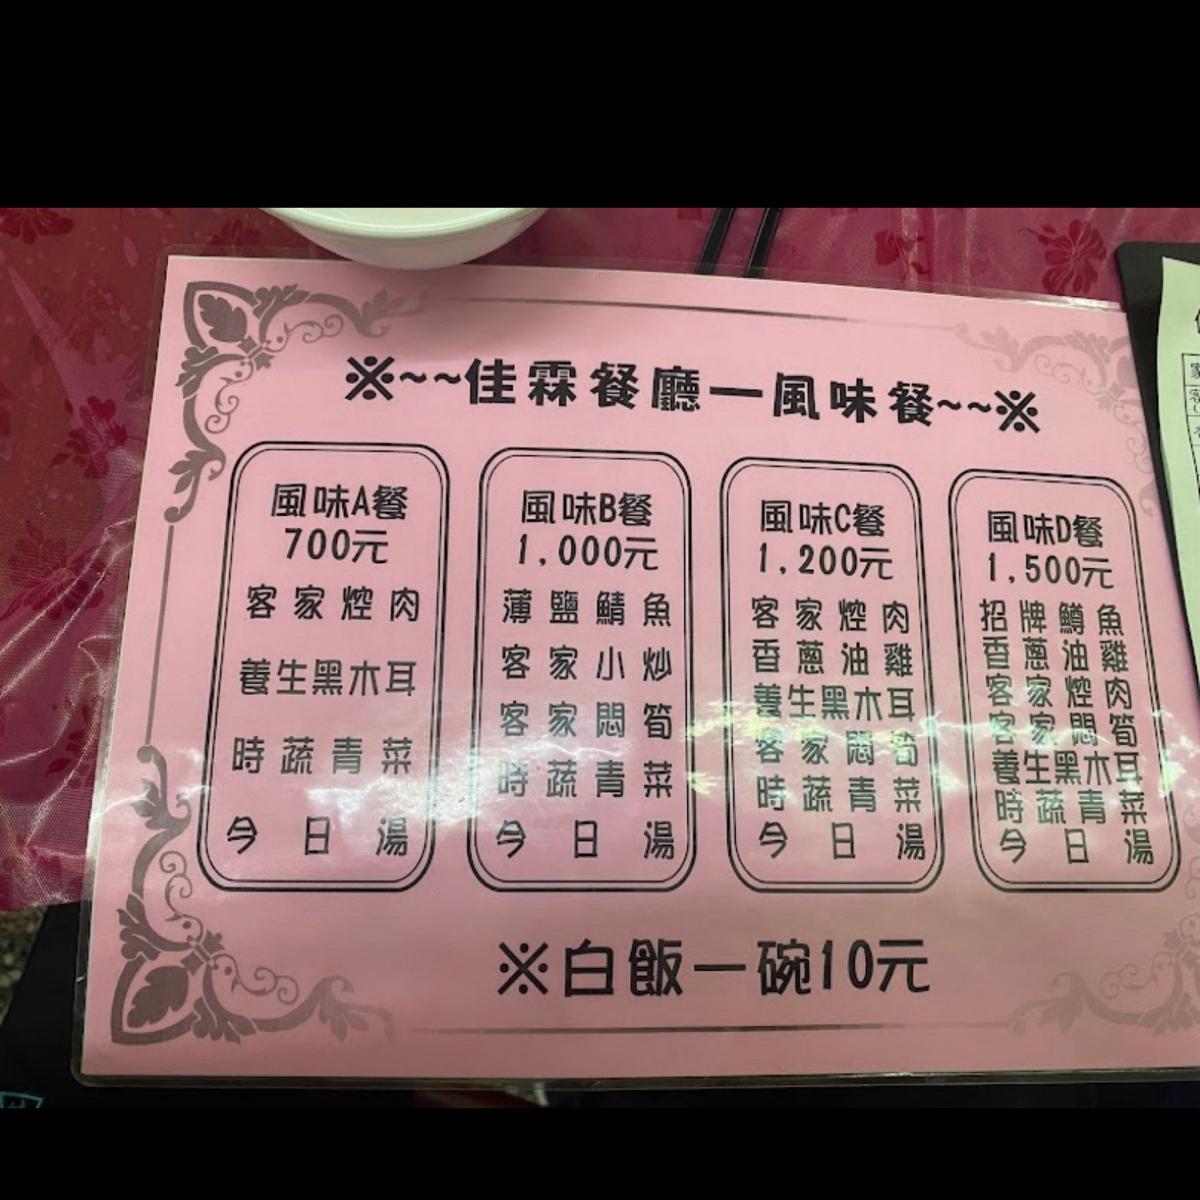 ※~~佳霖餐廳一風味餐~~※
風味A餐
700元
客家焢肉
養生黑木耳
時蔬青菜
今日湯
風味B餐
1,000元
薄鹽鯖魚
客家小炒
客家悶筍
時蔬青菜
今日湯
風味C餐
1,200元
客家焢肉
香蔥油雞
養生黑木耳
客家悶筍
時蔬青菜
今日湯
風味D餐
1,500元
招牌鱒魚
香蔥油雞
客家焢肉
客家悶筍
養生黑木耳
時蔬青菜
今日湯
※白飯一碗10元